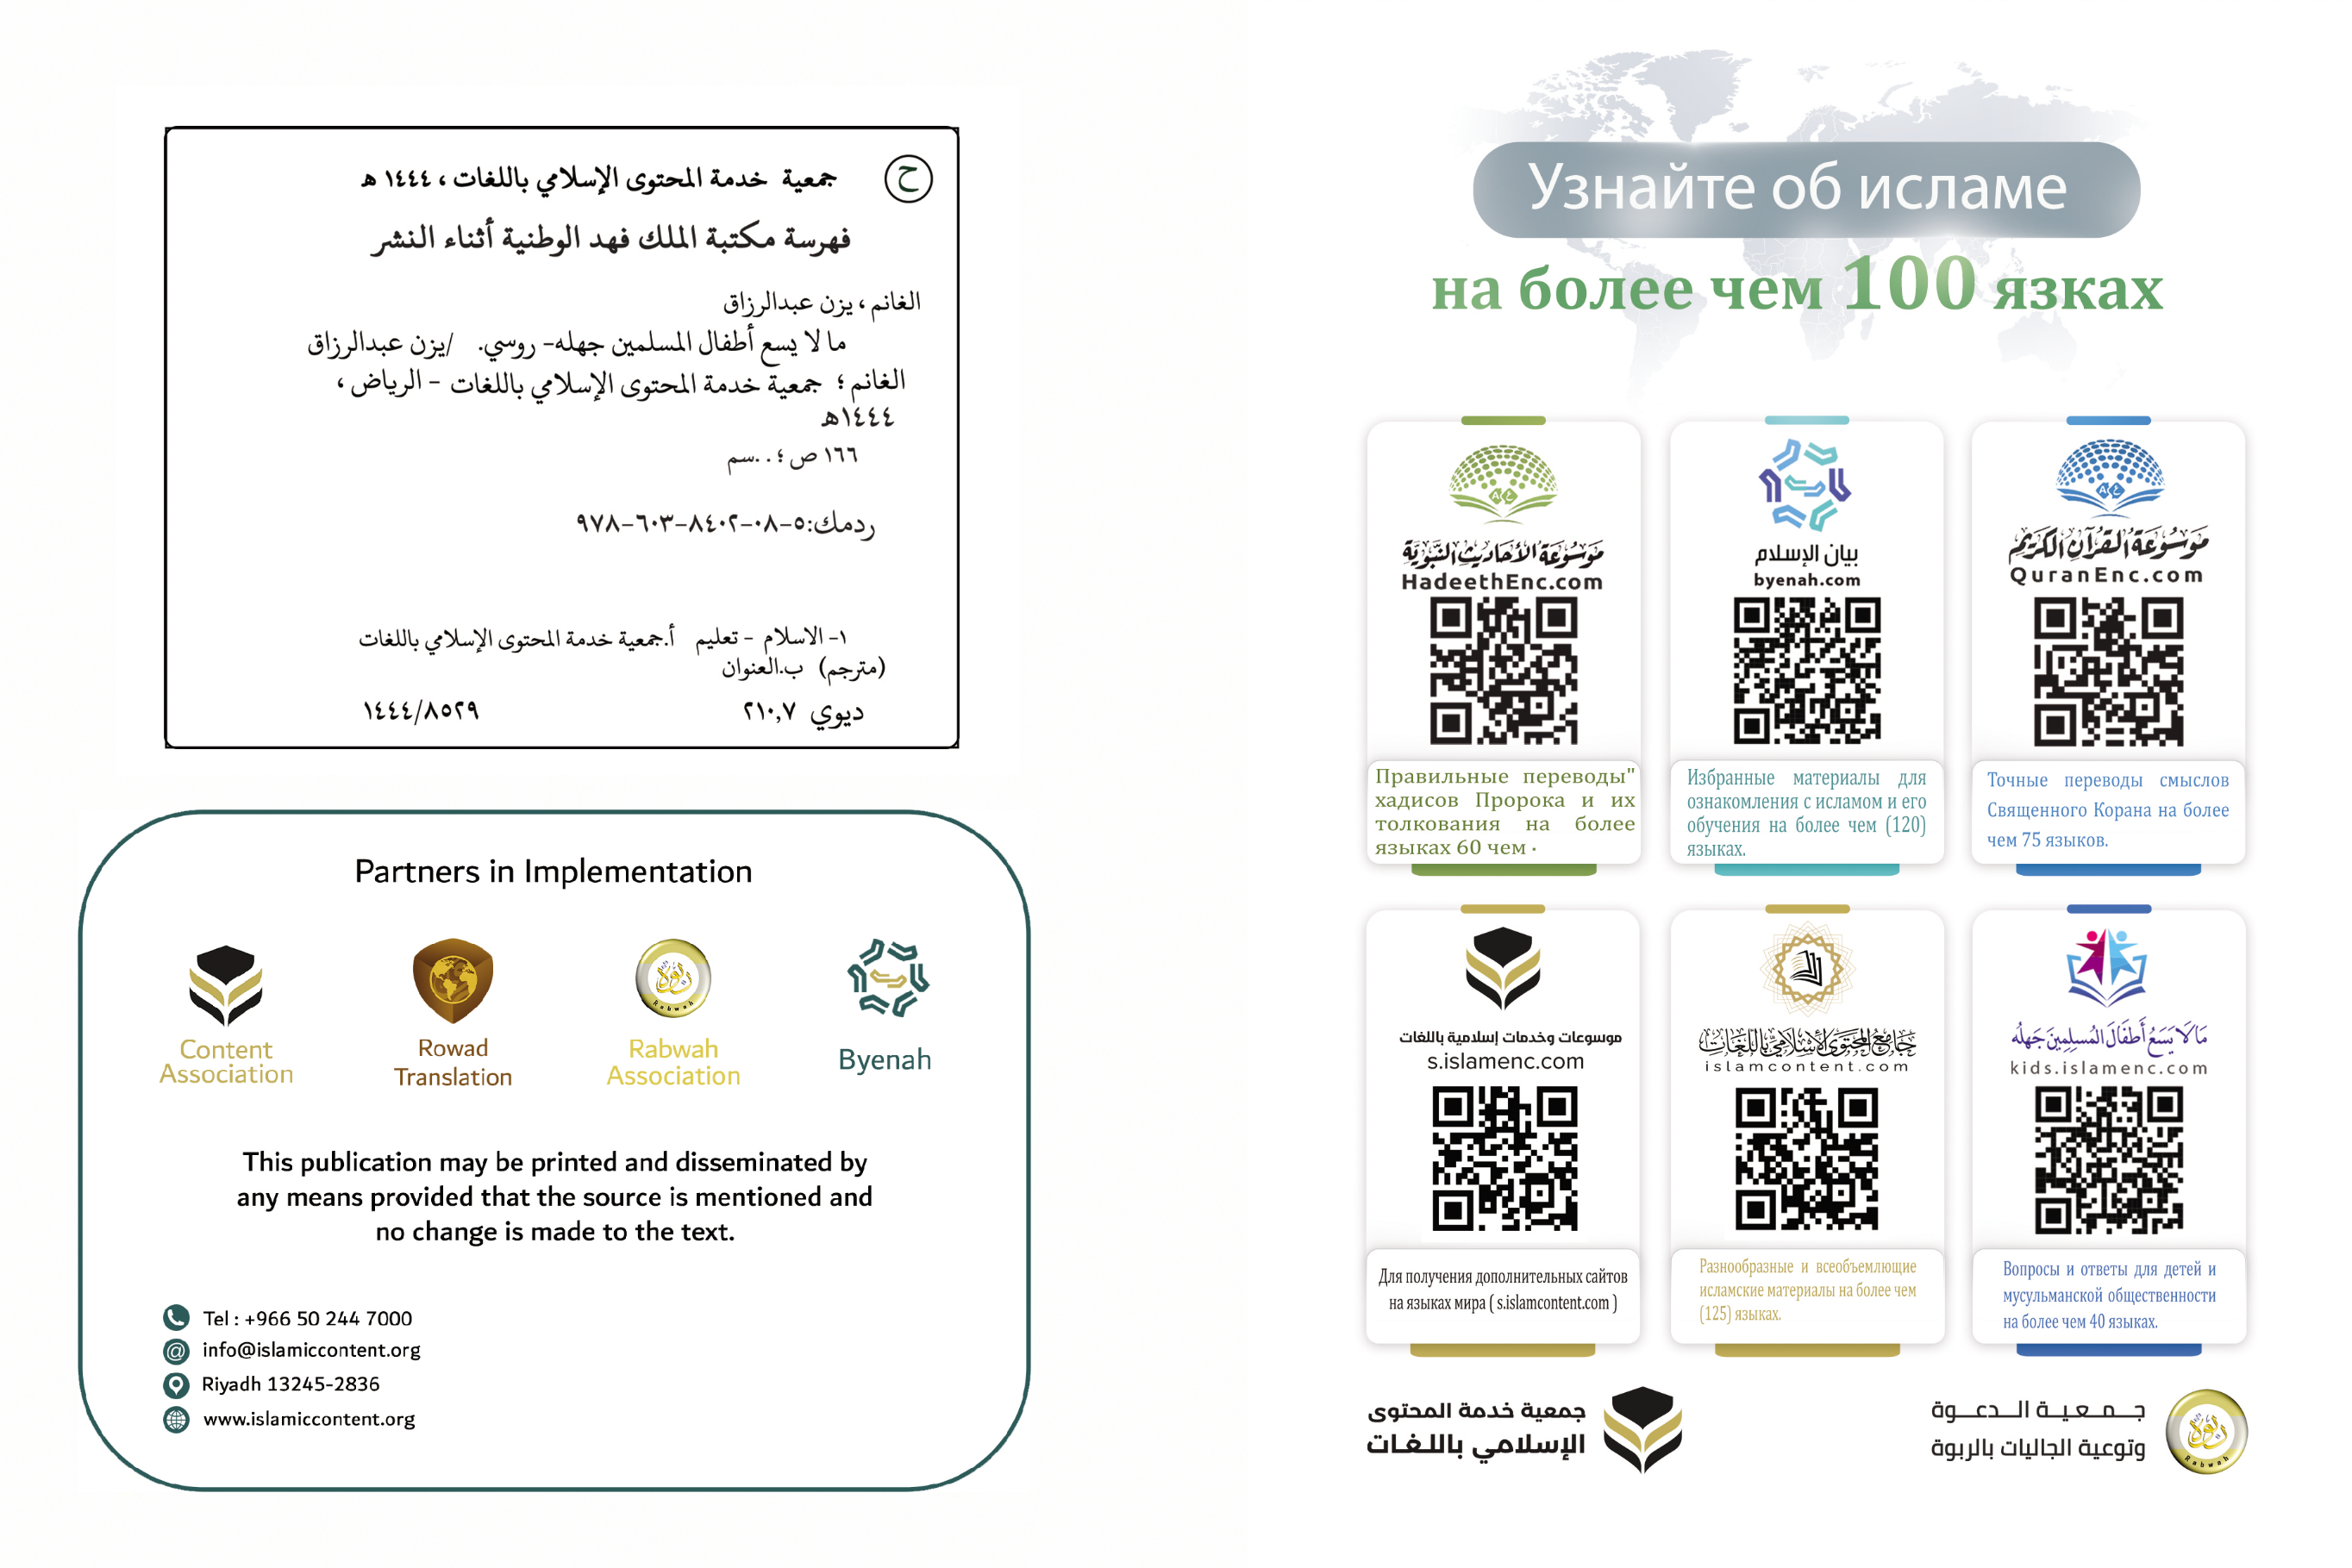 ح
جمعية خدمة المحتوى الإسلامي باللغات ، ١٤٤٤ هـ
فهرسة مكتبة الملك فهد الوطنية أثناء النشر
الغانم ، يزن عبدالرزاق
ما لا يسع أطفال المسلمين جهله- روسي. /يزن عبدالرزاق
الغانم ؛ جمعية خدمة المحتوى الإسلامي باللغات - الرياض ،
١٤٤٤هـ
١٦٦ ص ؛ ..سم
ردمك:٥-٠٨-٨٤٠٢-٦٠٣-٩٧٨
١- الاسلام - تعليم أ.جمعية خدمة المحتوى الإسلامي باللغات
(مترجم) ب.العنوان
ديوي ٢١٠,٧ ١٤٤٤/٨٥٢٩
Partners in Implementation
Content
Association
Rowad
Translation
Rabwah
Rabwah
Association
Byenah
This publication may be printed and disseminated by
any means provided that the source is mentioned and
no change is made to the text.
Tel : +966 50 244 7000
info@islamiccontent.org
Riyadh 13245-2836
www.islamiccontent.org
Узнайте об исламе
на более чем 100 язках
موسوعة الأحاديث النبوية
HadeethEnc.com
Правильные переводы"
хадисов Пророка и их
толкования на более
языках 60 чем .
بيان الإسلام
byenah.com
Избранные материалы для
ознакомления с исламом и его
обучения на более чем (120)
языках.
موسوعة القرآن الكريم
QuranEnc.com
Точные переводы смыслов
Священного Корана на более
чем 75 языков.
موسوعات وخدمات إسلامية باللغات
s.islamenc.com
Для получения дополнительных сайтов
на языках мира ( s.islamcontent.com )
جامع المحتوى الإسلامي باللغات
islamcontent.com
Разнообразные и всеобъемлющие
исламские материалы на более чем
(125) языках.
مَا لَا يَسَعُ أَطْفَالَ المُسلِمِينَ جَهلُهُ
kids.islamenc.com
Вопросы и ответы для детей и
мусульманской общественности
на более чем 40 языках.
جمعية خدمة المحتوى
الإسلامي باللغات
جـمـعـيـة الــدعــوة
وتوعية الجاليات بالربوة
Rabwah